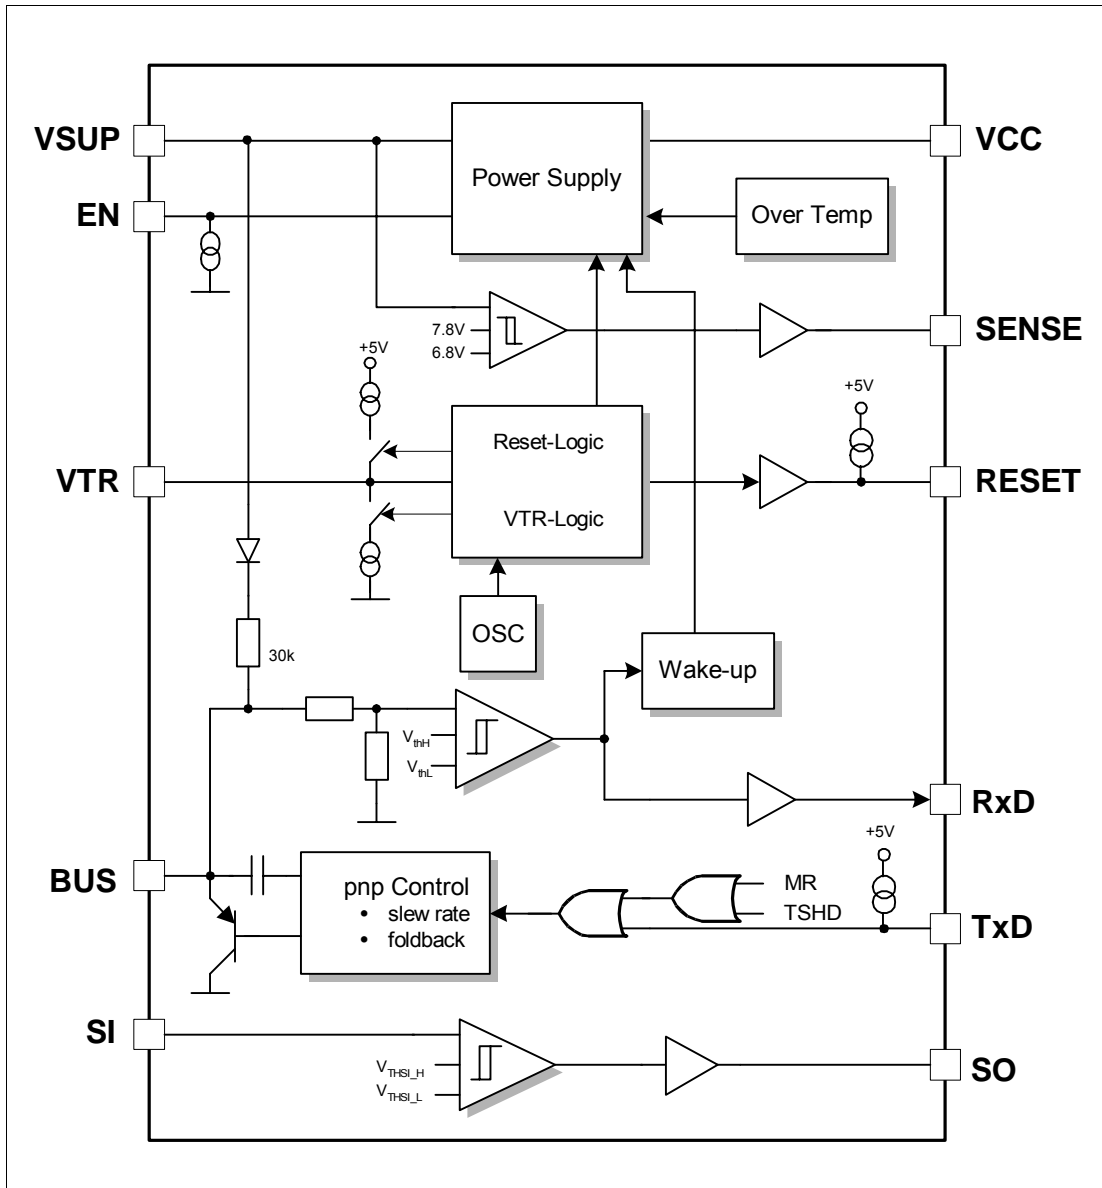 VSUP
VCC
Power Supply
EN
Over Temp
7.8V
6.8V
SENSE
+5V
+5V
Reset-Logic
VTR
RESET
VTR-Logic
OSC
30k
Wake-up
VthH
VthL
RxD
+5V
BUS
pnp Control
• slew rate
• foldback
MR
TSHD
TxD
SI
VTHSI_H
VTHSI_L
SO